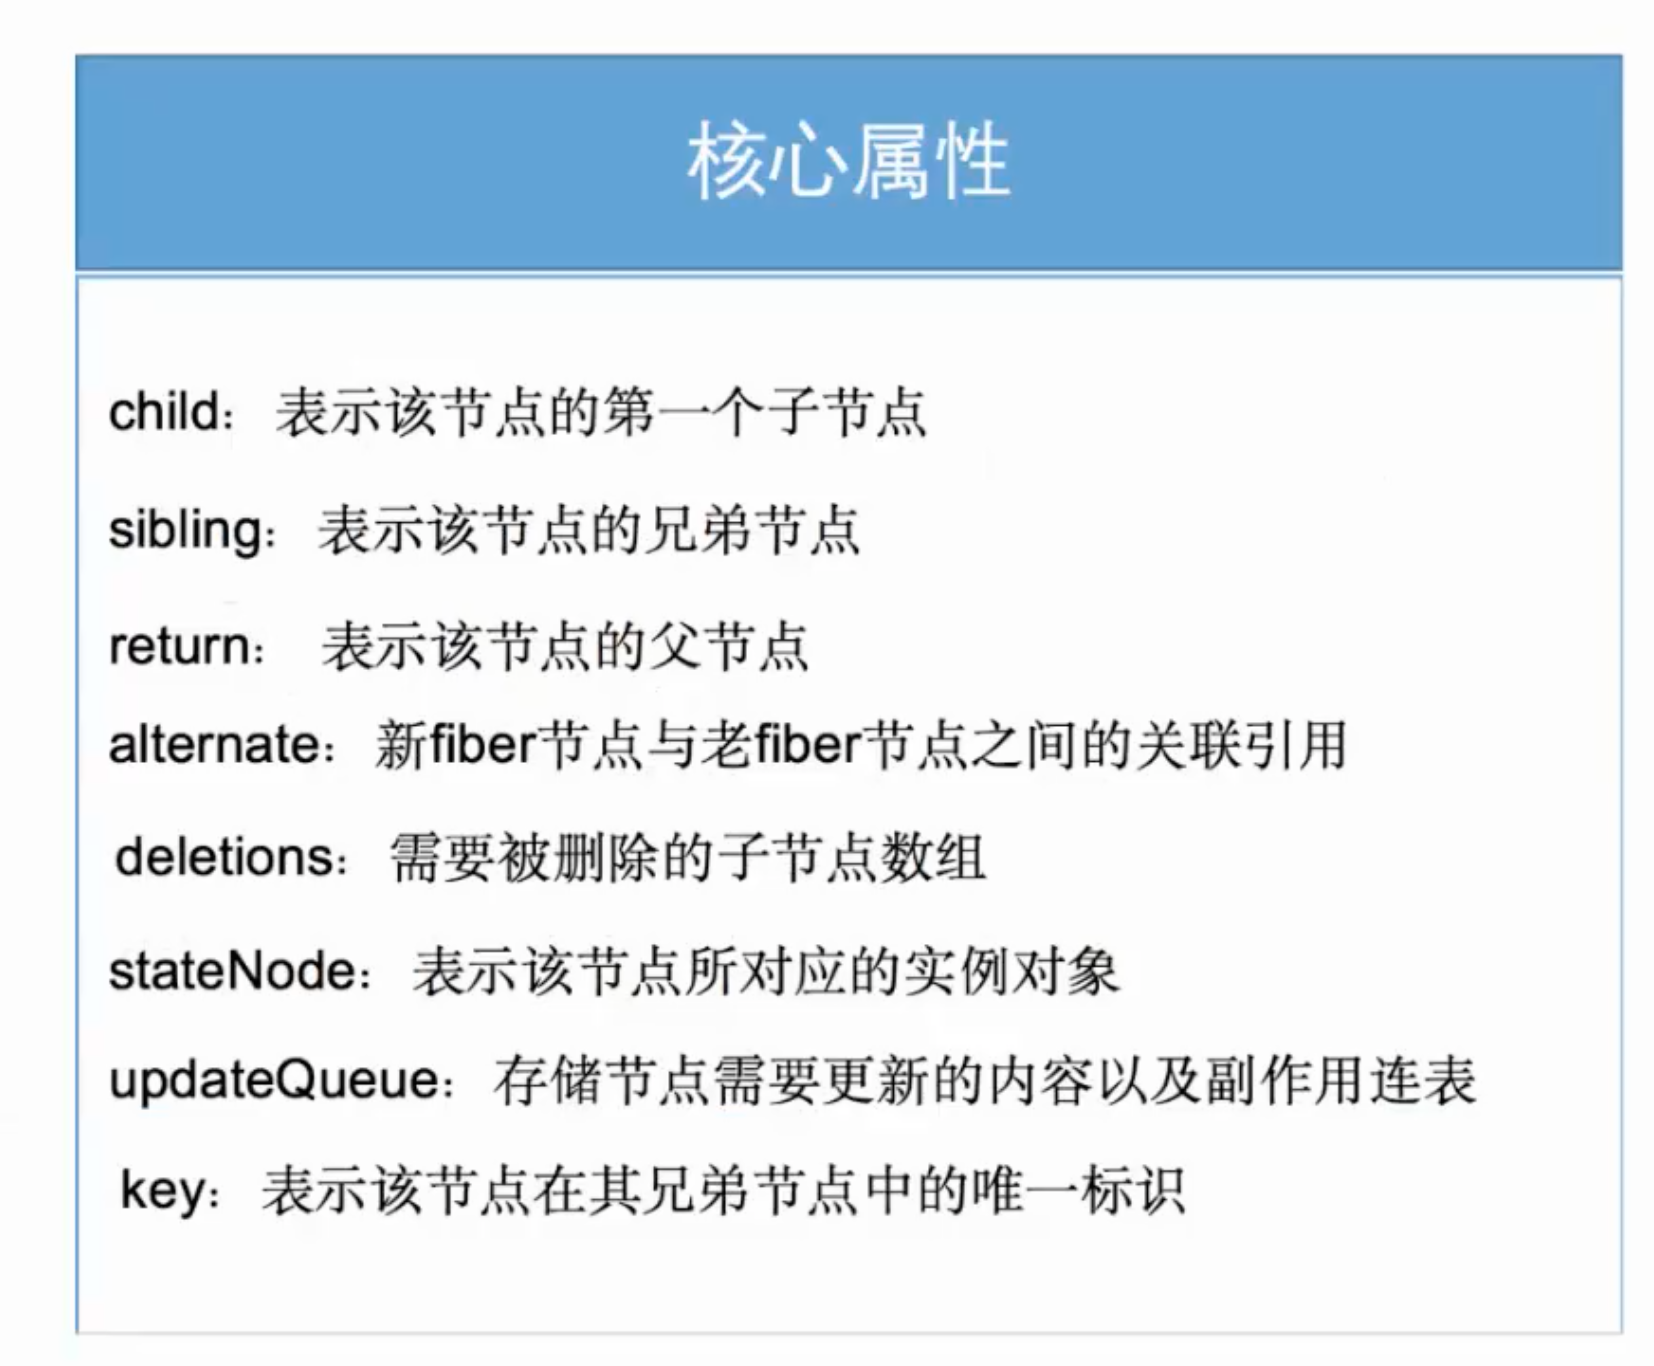 核心属性
child：表示该节点的第一个子节点
sibling：表示该节点的兄弟节点
return： 表示该节点的父节点
alternate：新fiber节点与老fiber节点之间的关联引用
deletions：需要被删除的子节点数组
stateNode：表示该节点所对应的实例对象
updateQueue：存储节点需要更新的内容以及副作用连表
key：表示该节点在其兄弟节点中的唯一标识